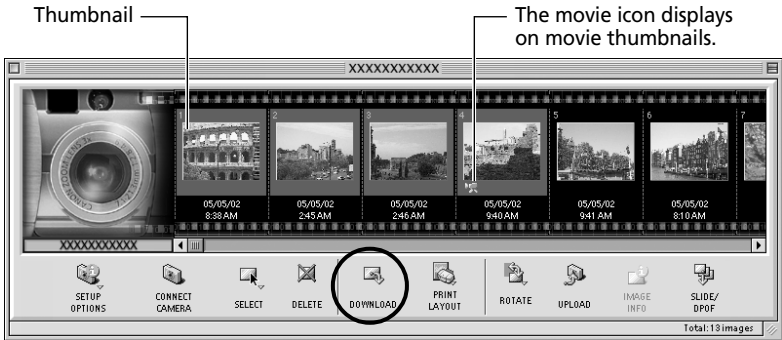 Thumbnail
The movie icon displays
on movie thumbnails.
XXXXXXXXXXX
1 2 3 4 5 6 7
05/05/02 05/05/02 05/05/02 05/05/02 05/05/02 05/05/02
8:38 AM 2:45 AM 2:46 AM 9:40 AM 9:41 AM 8:10 AM
XXXXXXXXXXX
SETUP OPTIONS
CONNECT CAMERA
SELECT
DELETE
DOWNLOAD
PRINT LAYOUT
ROTATE
UPLOAD
IMAGE INFO
SLIDE/ DPOF
Total: 13 images